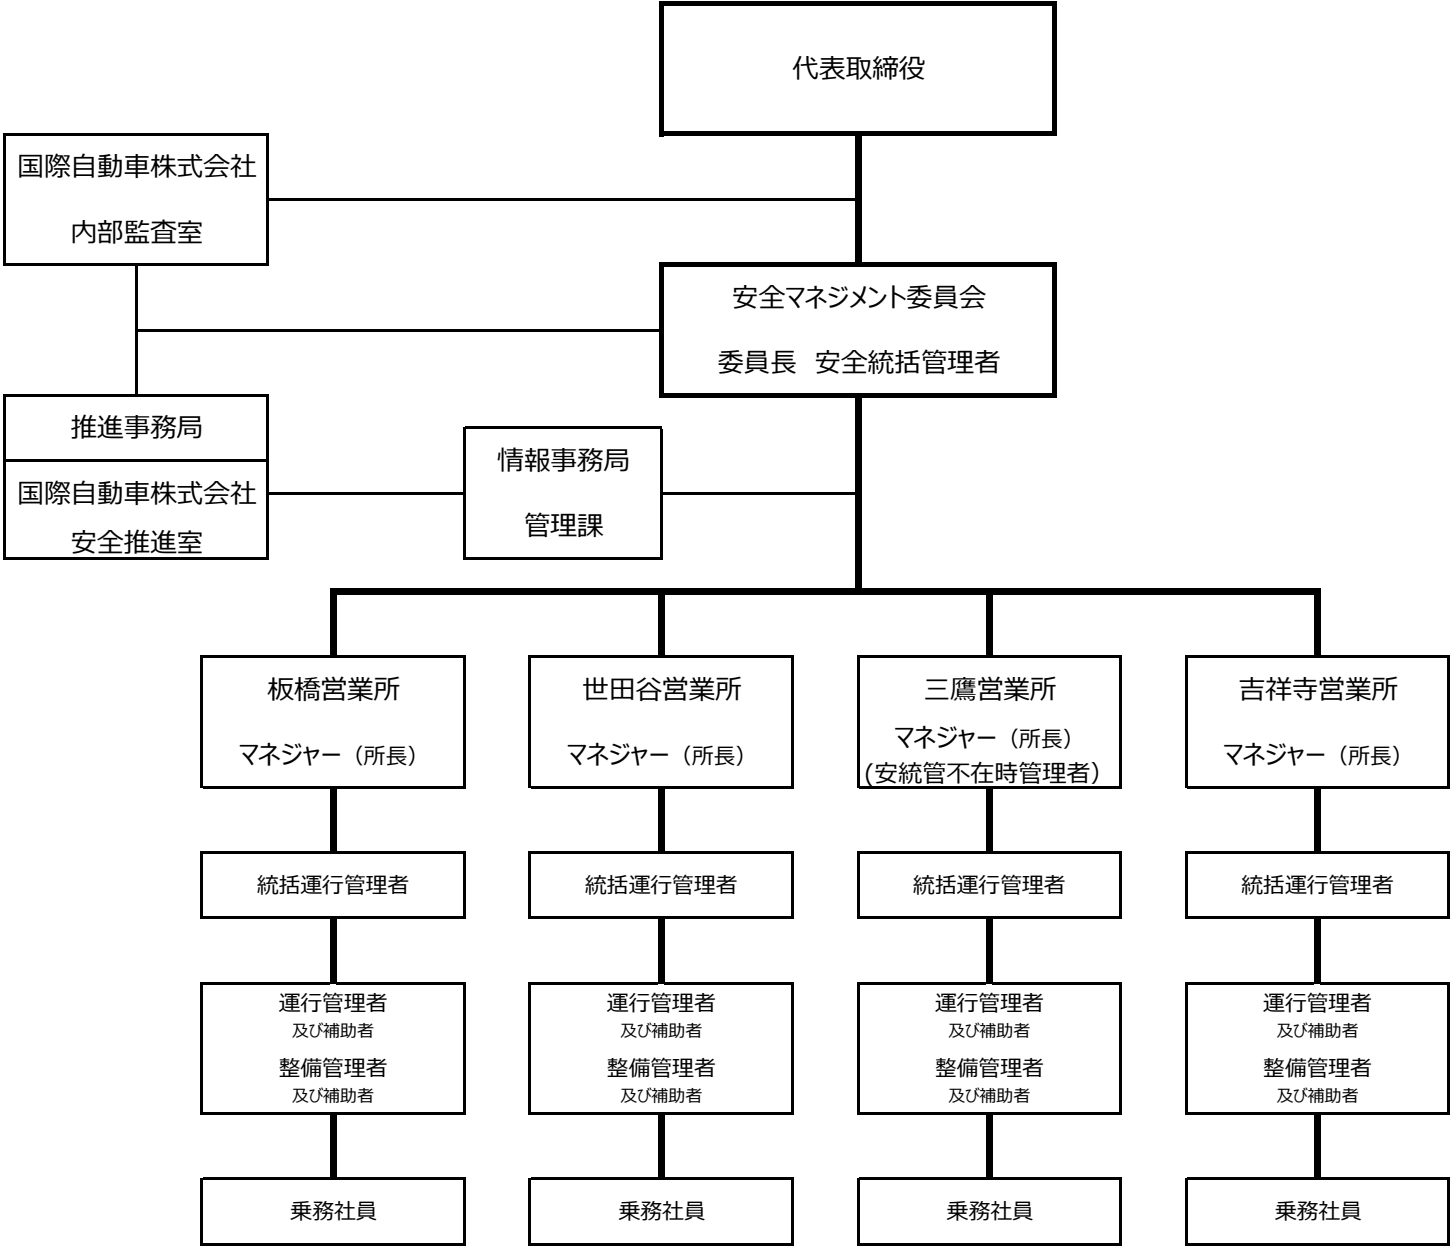 代表取締役
国際自動車株式会社
内部監査室
安全マネジメント委員会
委員長　安全統括管理者
推進事務局
国際自動車株式会社
安全推進室
情報事務局
管理課
板橋営業所
マネジャー（所長）
世田谷営業所
マネジャー（所長）
三鷹営業所
マネジャー（所長）
(安統管不在時管理者）
吉祥寺営業所
マネジャー（所長）
統括運行管理者
統括運行管理者
統括運行管理者
統括運行管理者
運行管理者
及び補助者
整備管理者
及び補助者
運行管理者
及び補助者
整備管理者
及び補助者
運行管理者
及び補助者
整備管理者
及び補助者
運行管理者
及び補助者
整備管理者
及び補助者
乗務社員
乗務社員
乗務社員
乗務社員